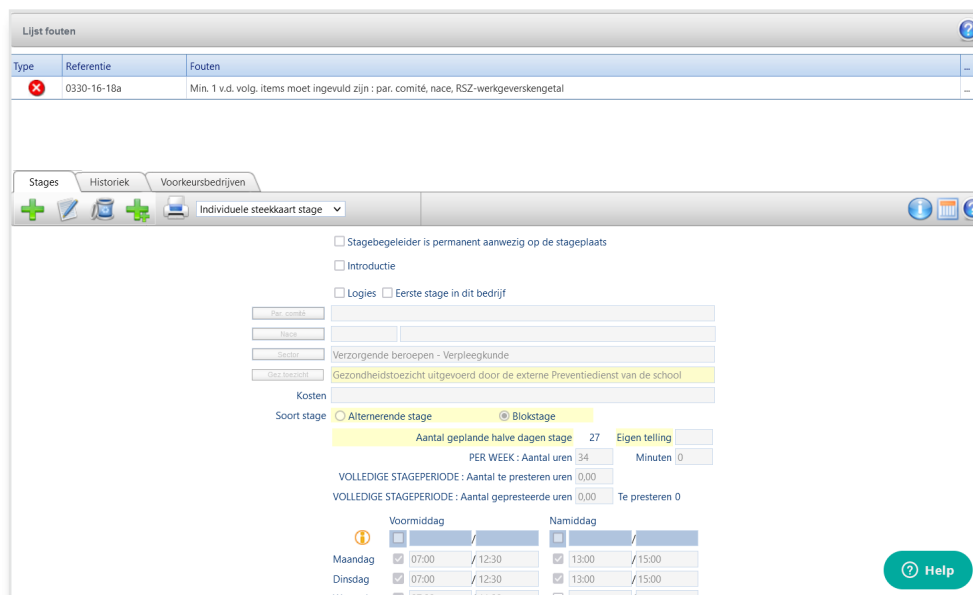 Lijst fouten
Type Referentie Fouten ...
0330-16-18a Min. 1 v.d. volg. items moet ingevuld zijn : par. comité, nace, RSZ-werkgeverskengetal ...
Stages Historiek Voorkeursbedrijven
Individuele steekkaart stage
Stagebegeleider is permanent aanwezig op de stageplaats
Introductie
Logies Eerste stage in dit bedrijf
Par. comité
Nace
Sector Verzorgende beroepen - Verpleegkunde
Gez.toezicht Gezondheidstoezicht uitgevoerd door de externe Preventiedienst van de school
Kosten
Soort stage Alternerende stage Blokstage
Aantal geplande halve dagen stage 27 Eigen telling
PER WEEK : Aantal uren 34 Minuten 0
VOLLEDIGE STAGEPERIODE : Aantal te presteren uren 0,00
VOLLEDIGE STAGEPERIODE : Aantal gepresteerde uren 0,00 Te presteren 0
Voormiddag Namiddag
/ /
Maandag 07:00 / 12:30 13:00 / 15:00
Dinsdag 07:00 / 12:30 13:00 / 15:00
? Help